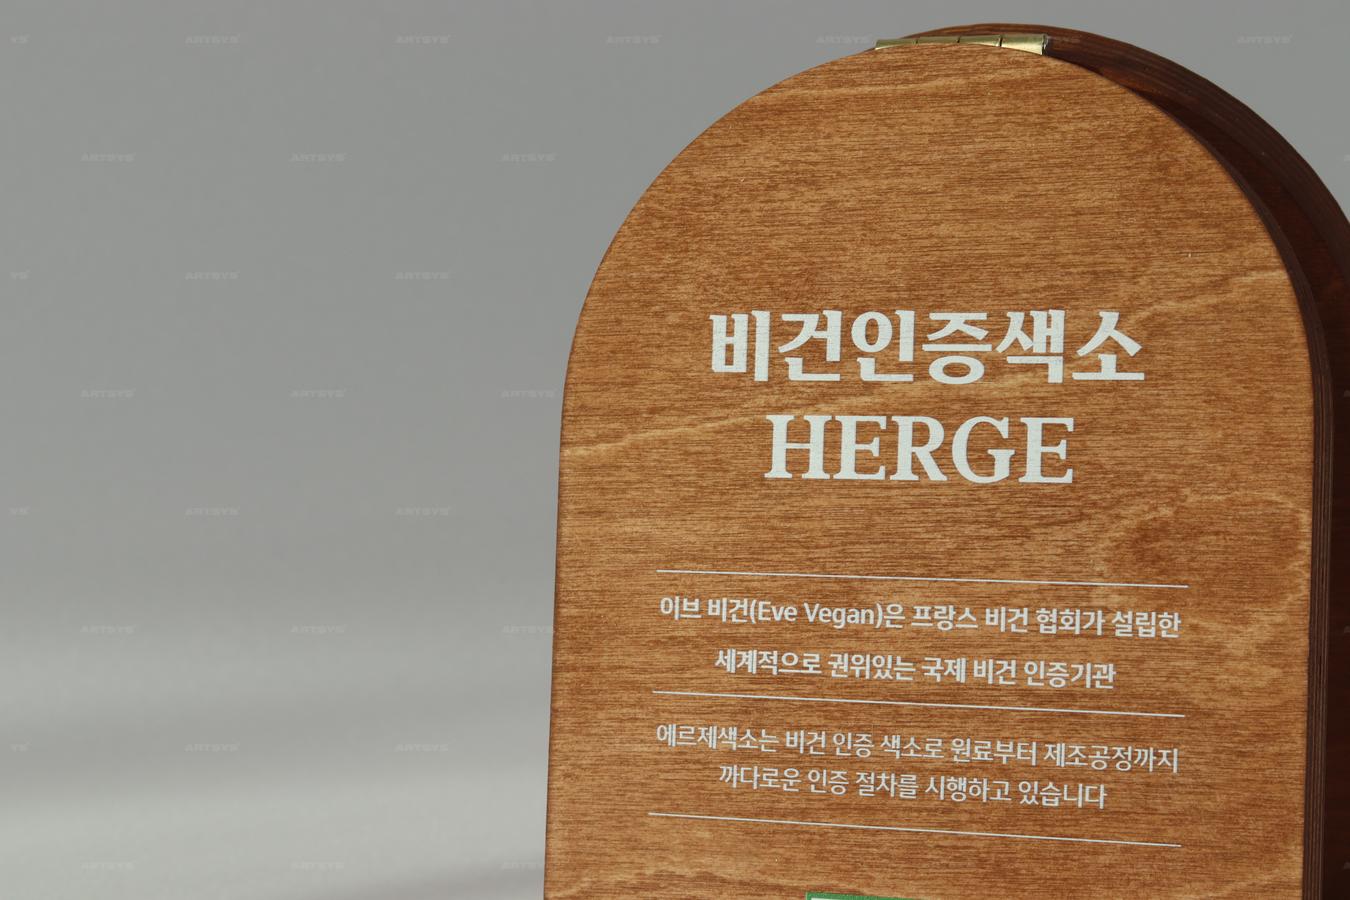 비건인증색소
HERGE
이브 비건(Eve Vegan)은 프랑스 비건 협회가 설립한
세계적으로 권위있는 국제 비건 인증기관
에르제색소는 비건 인증 색소로 원료부터 제조공정까지
까다로운 인증 절차를 시행하고 있습니다
ARTSYS